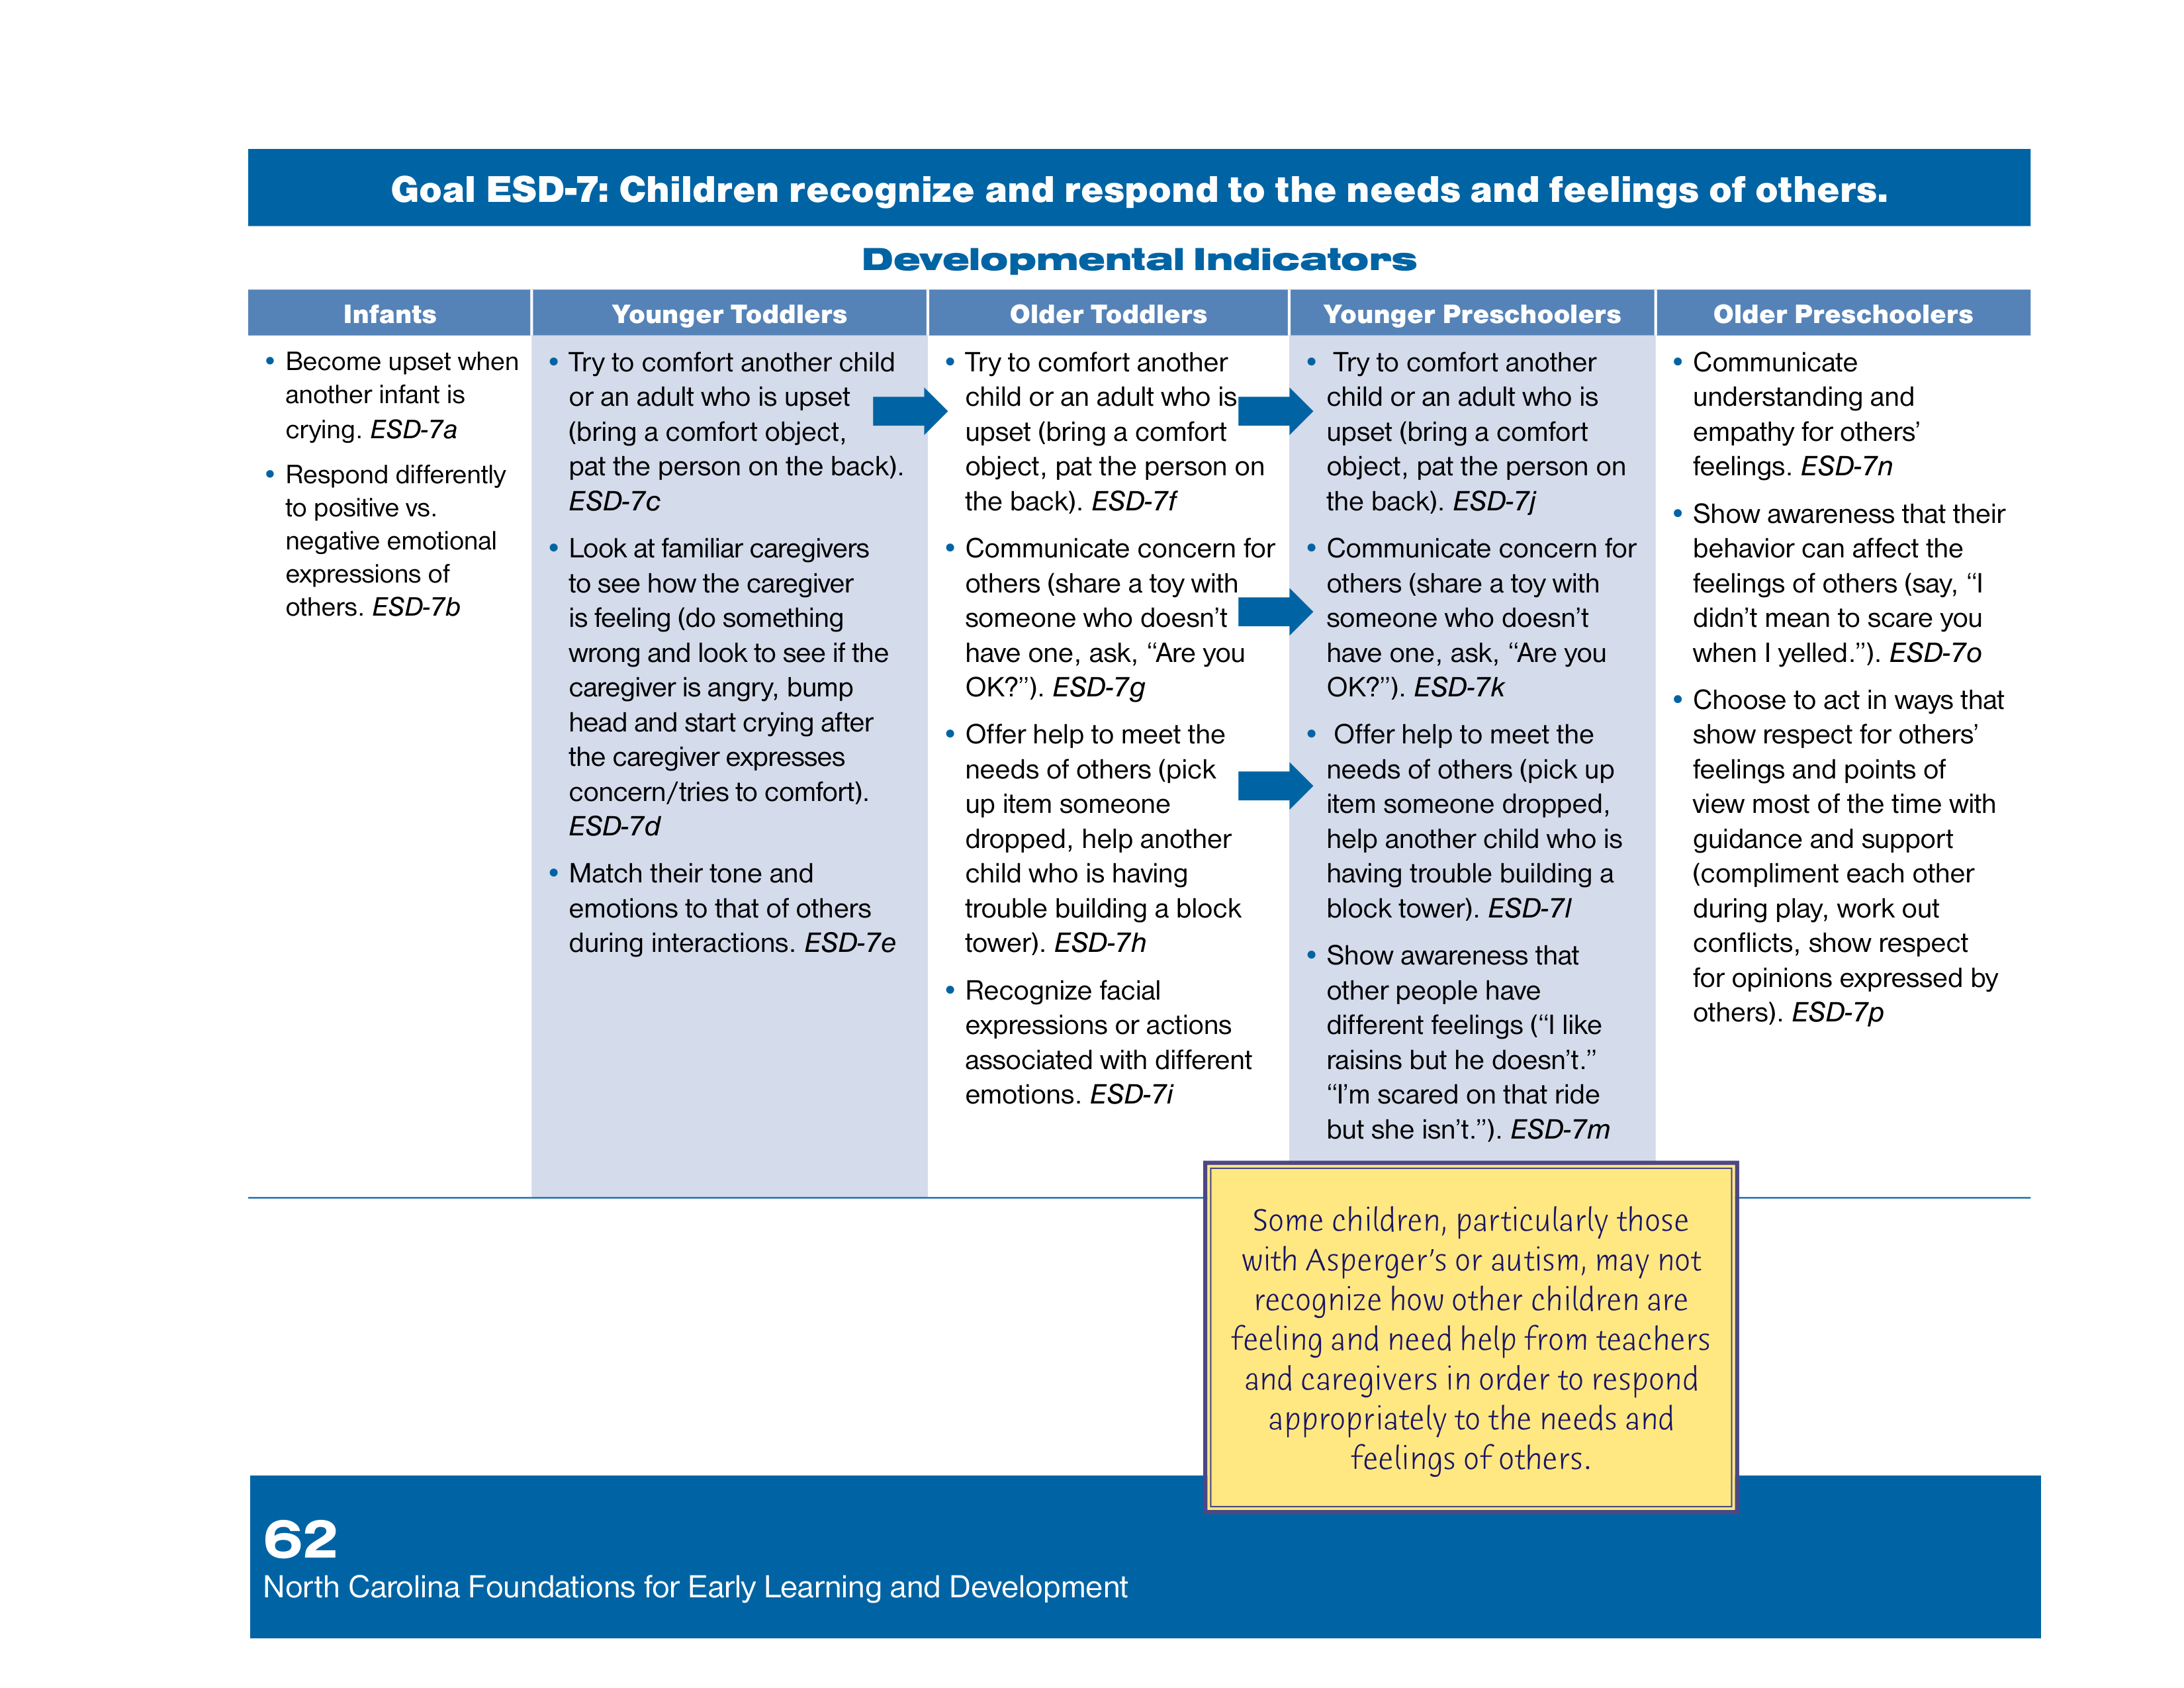 Goal ESD-7: Children recognize and respond to the needs and feelings of others.
Developmental Indicators
Infants
• Become upset when
another infant is
crying. ESD-7a
• Respond differently
to positive vs.
negative emotional
expressions of
others. ESD-7b
Younger Toddlers
• Try to comfort another child
or an adult who is upset
(bring a comfort object,
pat the person on the back).
ESD-7c
• Look at familiar caregivers
to see how the caregiver
is feeling (do something
wrong and look to see if the
caregiver is angry, bump
head and start crying after
the caregiver expresses
concern/tries to comfort).
ESD-7d
• Match their tone and
emotions to that of others
during interactions. ESD-7e
Older Toddlers
• Try to comfort another
child or an adult who is
upset (bring a comfort
object, pat the person on
the back). ESD-7f
• Communicate concern for
others (share a toy with
someone who doesn’t
have one, ask, “Are you
OK?”). ESD-7g
• Offer help to meet the
needs of others (pick
up item someone
dropped, help another
child who is having
trouble building a block
tower). ESD-7h
• Recognize facial
expressions or actions
associated with different
emotions. ESD-7i
Younger Preschoolers
• Try to comfort another
child or an adult who is
upset (bring a comfort
object, pat the person on
the back). ESD-7j
• Communicate concern for
others (share a toy with
someone who doesn’t
have one, ask, “Are you
OK?”). ESD-7k
• Offer help to meet the
needs of others (pick up
item someone dropped,
help another child who is
having trouble building a
block tower). ESD-7l
• Show awareness that
other people have
different feelings (“I like
raisins but he doesn’t.”
“I’m scared on that ride
but she isn’t.”). ESD-7m
Older Preschoolers
• Communicate
understanding and
empathy for others’
feelings. ESD-7n
• Show awareness that their
behavior can affect the
feelings of others (say, “I
didn’t mean to scare you
when I yelled.”). ESD-7o
• Choose to act in ways that
show respect for others’
feelings and points of
view most of the time with
guidance and support
(compliment each other
during play, work out
conflicts, show respect
for opinions expressed by
others). ESD-7p
Some children, particularly those
with Asperger’s or autism, may not
recognize how other children are
feeling and need help from teachers
and caregivers in order to respond
appropriately to the needs and
feelings of others.
62
North Carolina Foundations for Early Learning and Development